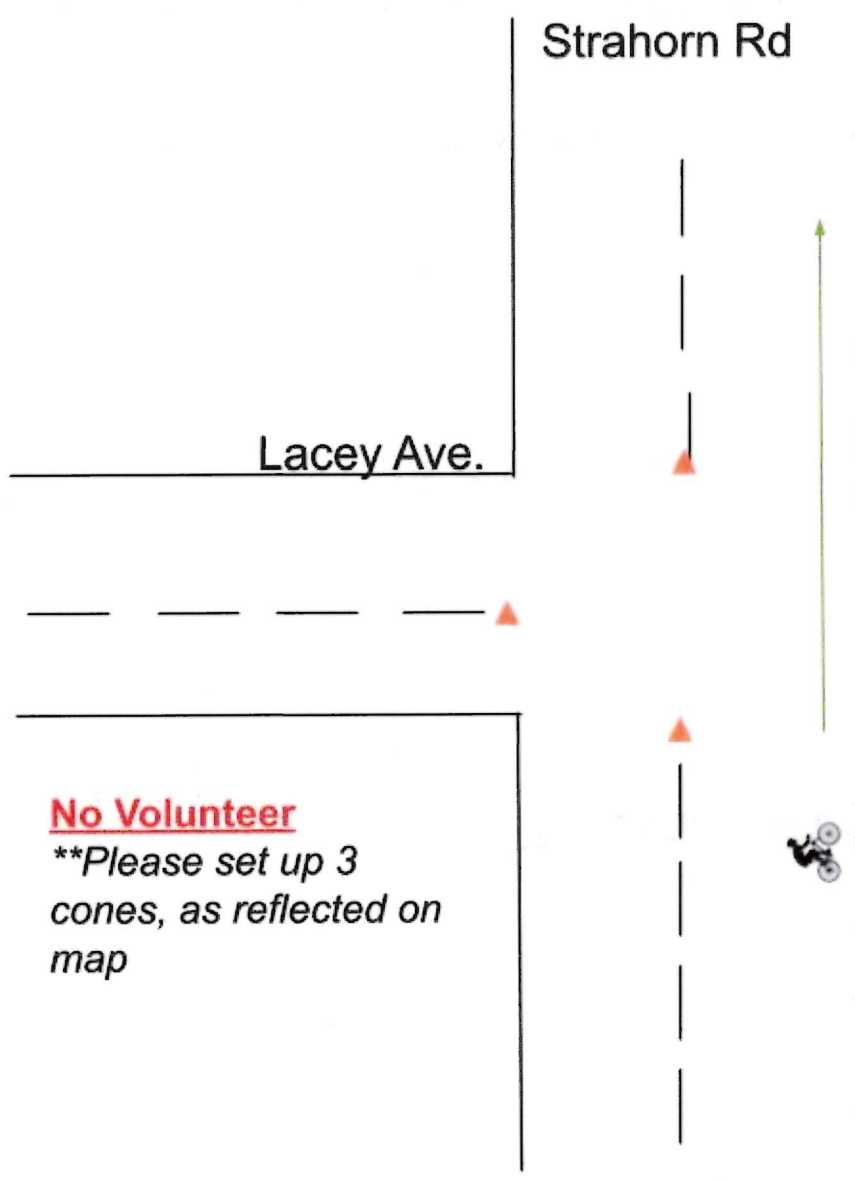 Strahorn Rd
Lacey Ave.
No Volunteer
**Please set up 3
cones, as reflected on
map